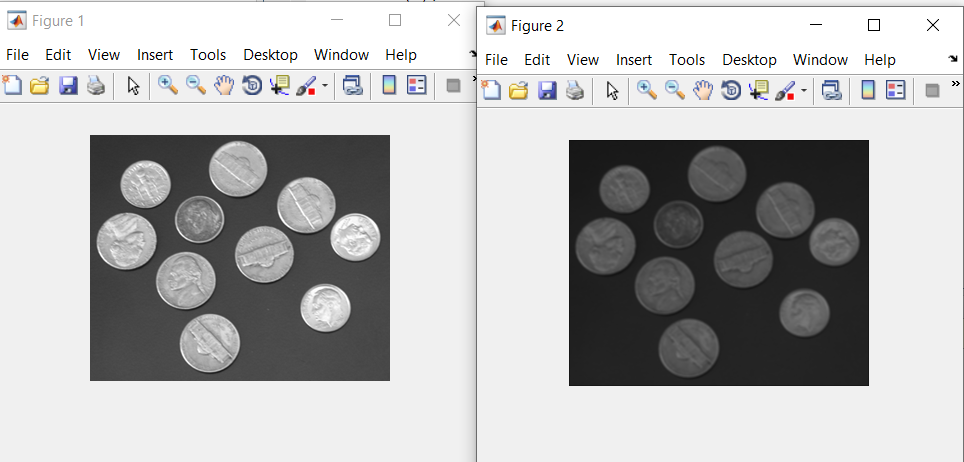 Figure 1
File Edit View Insert Tools Desktop Window Help
Figure 2
File Edit View Insert Tools Desktop Window Help